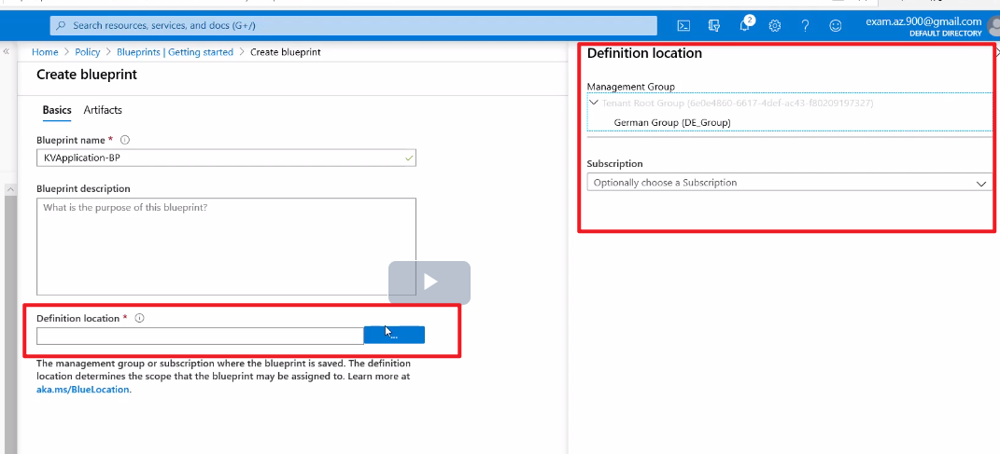 Search resources, services, and docs (G+/)
2
exam.az.900@gmail.com
DEFAULT DIRECTORY
Home > Policy > Blueprints | Getting started > Create blueprint
Create blueprint
Basics Artifacts
Blueprint name *
KVApplication-BP
Blueprint description
What is the purpose of this blueprint?
Definition location *
...
The management group or subscription where the blueprint is saved. The definition
location determines the scope that the blueprint may be assigned to. Learn more at
aka.ms/BlueLocation.
Definition location
Management Group
Tenant Root Group (6e0e4860-6617-4def-ac43-f80209197327)
German Group (DE_Group)
Subscription
Optionally choose a Subscription